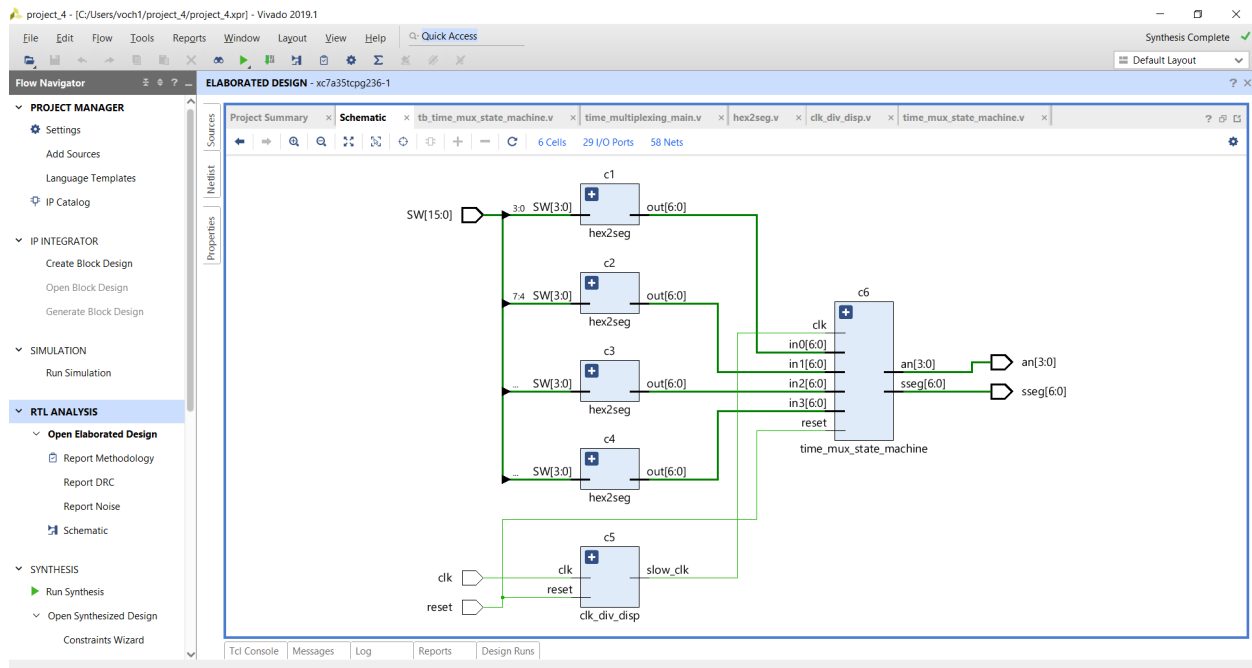 project_4 - [C:/Users/voch1/project_4/project_4.xpr] - Vivado 2019.1
File Edit Flow Tools Reports Window Layout View Help Quick Access
Synthesis Complete
Default Layout
Flow Navigator
ELABORATED DESIGN - xc7a35tcpg236-1
PROJECT MANAGER
Settings
Add Sources
Language Templates
IP Catalog
IP INTEGRATOR
Create Block Design
Open Block Design
Generate Block Design
SIMULATION
Run Simulation
RTL ANALYSIS
Open Elaborated Design
Report Methodology
Report DRC
Report Noise
Schematic
SYNTHESIS
Run Synthesis
Open Synthesized Design
Constraints Wizard
Sources
Netlist
Properties
Project Summary Schematic tb_time_mux_state_machine.v time_multiplexing_main.v hex2seg.v clk_div_disp.v time_mux_state_machine.v
6 Cells 29 I/O Ports 58 Nets
c1
SW[15:0] 3:0 SW[3:0] out[6:0]
hex2seg
c2
7:4 SW[3:0] out[6:0]
hex2seg
c3
... SW[3:0] out[6:0]
hex2seg
c4
... SW[3:0] out[6:0]
hex2seg
c5
clk clk slow_clk
reset reset
clk_div_disp
c6
clk
in0[6:0]
in1[6:0] an[3:0] an[3:0]
in2[6:0] sseg[6:0] sseg[6:0]
in3[6:0]
reset
time_mux_state_machine
Tcl Console Messages Log Reports Design Runs